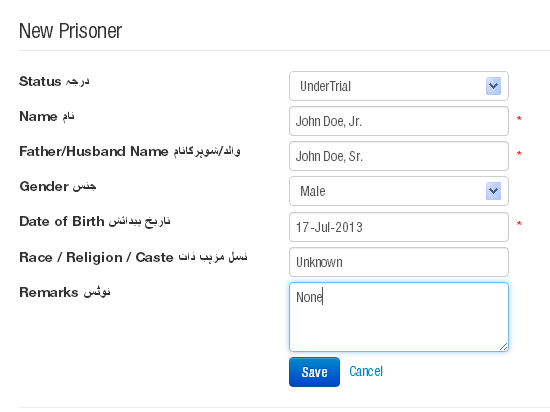 New Prisoner
Status درجہ
UnderTrial
Name نام
John Doe, Jr.
*
Father/Husband Name والد/شوہرکانام
John Doe, Sr.
*
Gender جنس
Male
Date of Birth تاریخ پیدائش
17-Jul-2013
*
Race / Religion / Caste نسل مزہب ذات
Unknown
Remarks نوٹس
None
Save Cancel